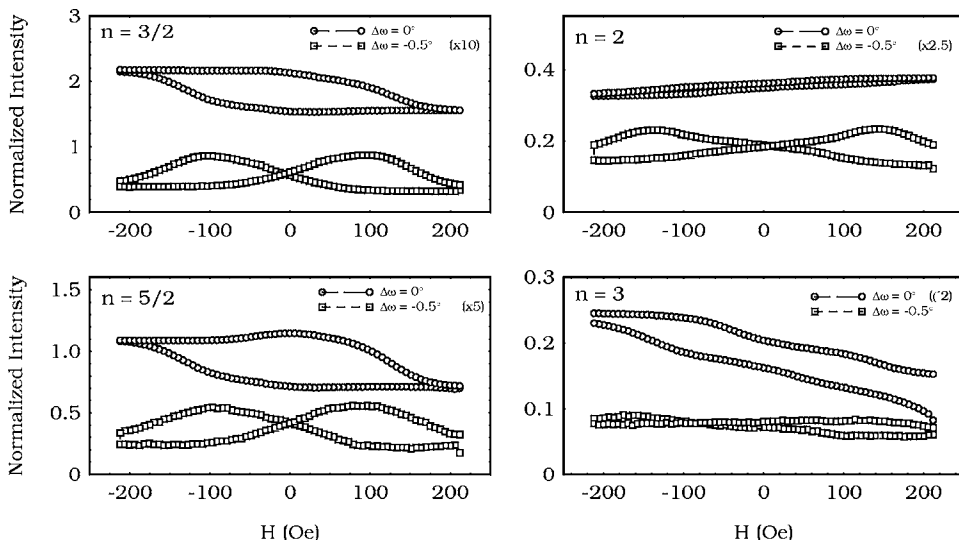 Normalized Intensity
n = 3/2
Δω = 0°
Δω = -0.5° (x10)
3
2
1
0
-200 -100 0 100 200
n = 2
Δω = 0°
Δω = -0.5° (x2.5)
0.4
0.2
0
-200 -100 0 100 200
Normalized Intensity
n = 5/2
Δω = 0°
Δω = -0.5° (x5)
1.5
1.0
0.5
0
-200 -100 0 100 200
H (Oe)
n = 3
Δω = 0°
Δω = -0.5°
0.3
0.2
0.1
0
-200 -100 0 100 200
H (Oe)